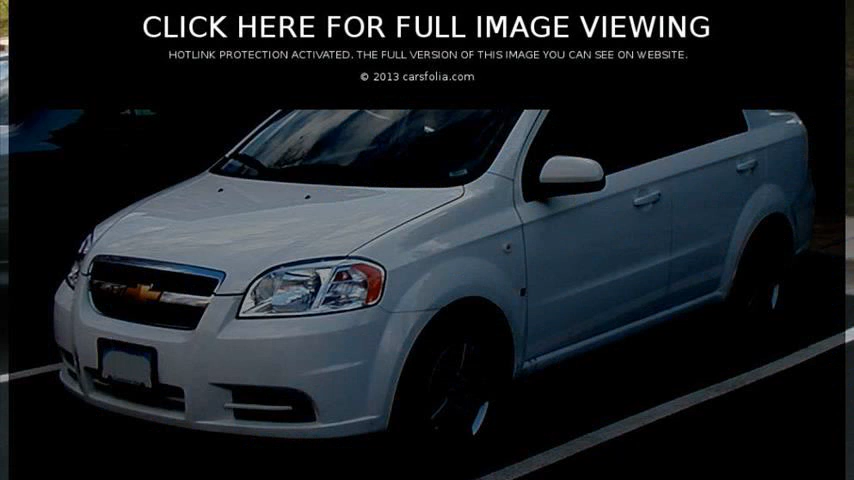 CLICK HERE FOR FULL IMAGE VIEWING
HOTLINK PROTECTION ACTIVATED. THE FULL VERSION OF THIS IMAGE YOU CAN SEE ON WEBSITE.
© 2013 carsfolia.com